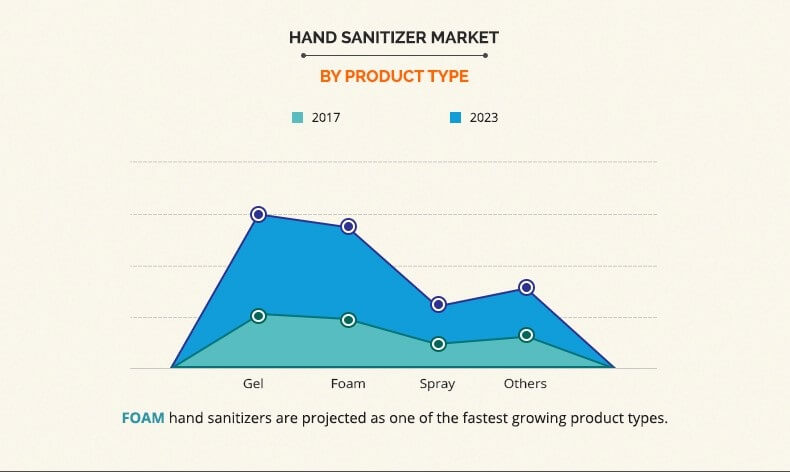 HAND SANITIZER MARKET
BY PRODUCT TYPE
2017 2023
Gel Foam Spray Others
FOAM hand sanitizers are projected as one of the fastest growing product types.